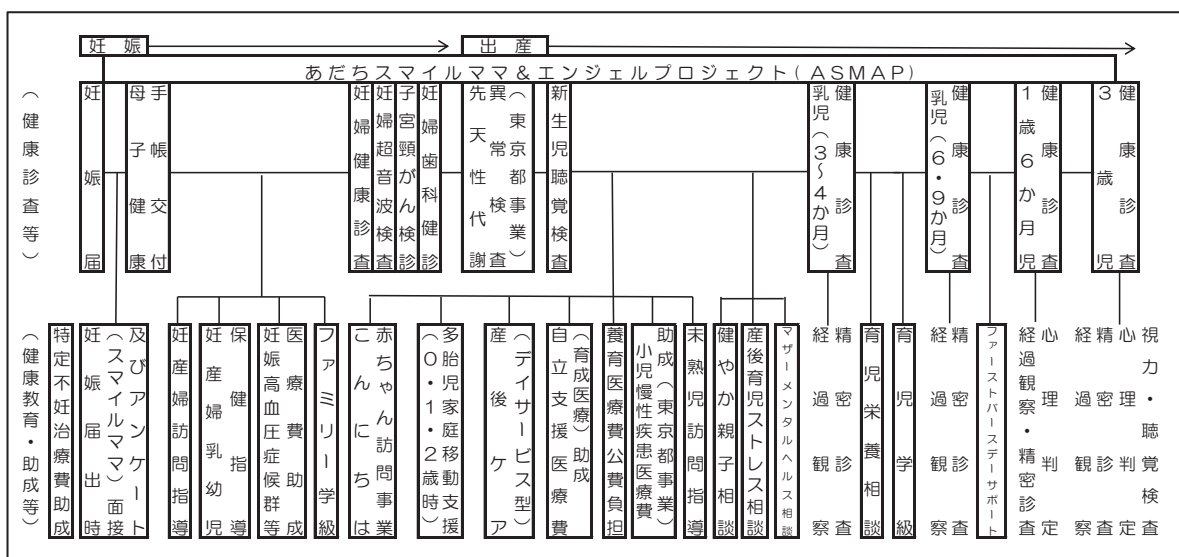 妊娠
出産
あだちスマイルママ＆エンジェルプロジェクト(ASMAP)
（健康診査等）
妊娠届
母子健康
手帳交付
妊婦健康診査
妊婦超音波検査
子宮頸がん検診
妊婦歯科健診
先天性代謝
異常検査
（東京都事業）
新生児聴覚検査
乳児（3～4か月）
健康診査
乳児（6・9か月）
健康診査
1歳6か月児
健康診査
3歳児
健康診査
（健康教育・助成等）
特定不妊治療費助成
妊娠届出時
（スマイルママ）面接
及びアンケート
妊産婦訪問指導
妊産婦乳幼児
保健指導
妊娠高血圧症候群等
医療費助成
ファミリー学級
こんにちは
赤ちゃん訪問事業
多胎児家庭移動支援
（0・1・2歳時）
産後ケア
（デイサービス型）
自立支援医療費
（育成医療）助成
養育医療費公費負担
小児慢性疾患医療費
助成（東京都事業）
未熟児訪問指導
健やか親子相談
産後育児ストレス相談
マザーメンタルヘルス相談
経過観察
精密診査
育児栄養相談
育児学級
経過観察
精密診査
ファーストバースデーサポート
経過観察・精密診査
心理判定
経過観察
精密診査
心理判定
視力・聴覚検査